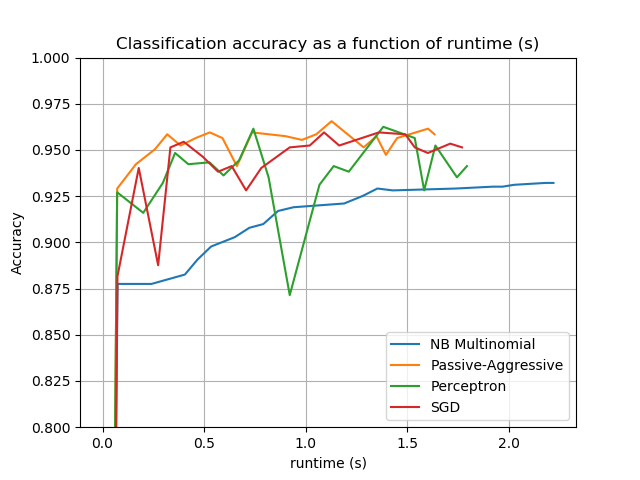 Classification accuracy as a function of runtime (s)
1.000
0.975
0.950
0.925
0.900
0.875
0.850
0.825
0.800
Accuracy
NB Multinomial
Passive-Aggressive
Perceptron
SGD
0.0 0.5 1.0 1.5 2.0
runtime (s)